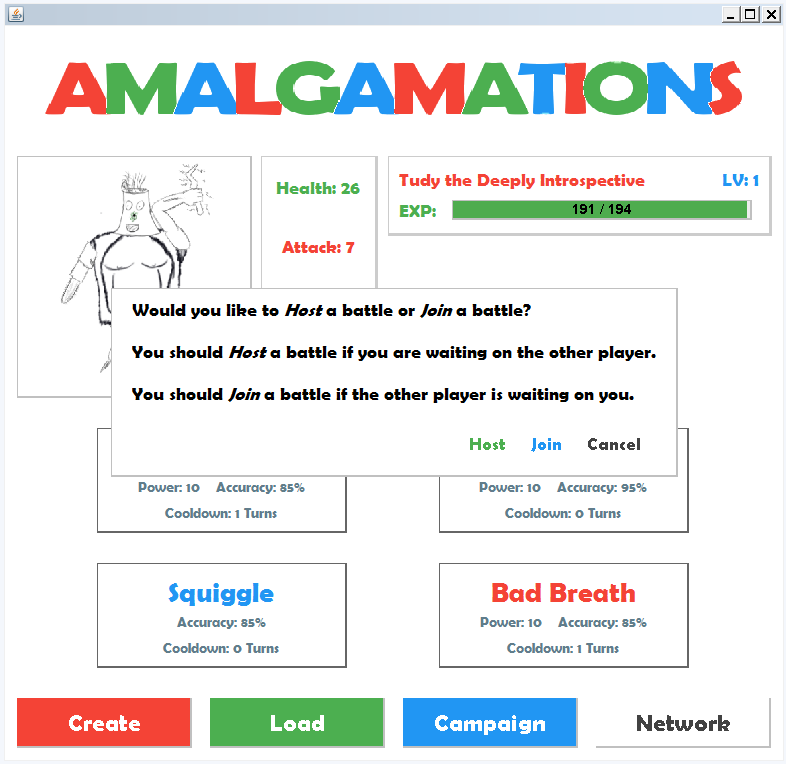 AMALGAMATIONS
Health: 26
Attack: 7
Tudy the Deeply Introspective LV: 1
EXP: 191 / 194
Would you like to Host a battle or Join a battle?
You should Host a battle if you are waiting on the other player.
You should Join a battle if the other player is waiting on you.
Host Join Cancel
Power: 10 Accuracy: 85%
Cooldown: 1 Turns
Power: 10 Accuracy: 95%
Cooldown: 0 Turns
Squiggle
Accuracy: 85%
Cooldown: 0 Turns
Bad Breath
Power: 10 Accuracy: 85%
Cooldown: 1 Turns
Create Load Campaign Network